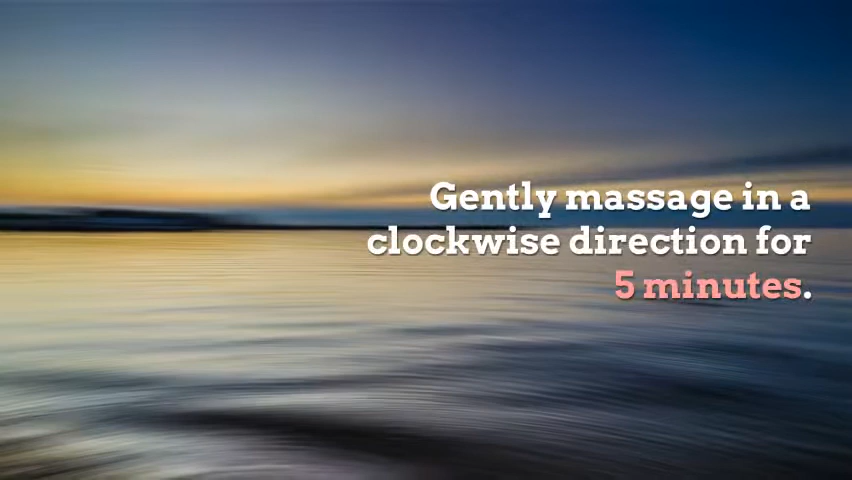 Gently massage in a
clockwise direction for
5 minutes.